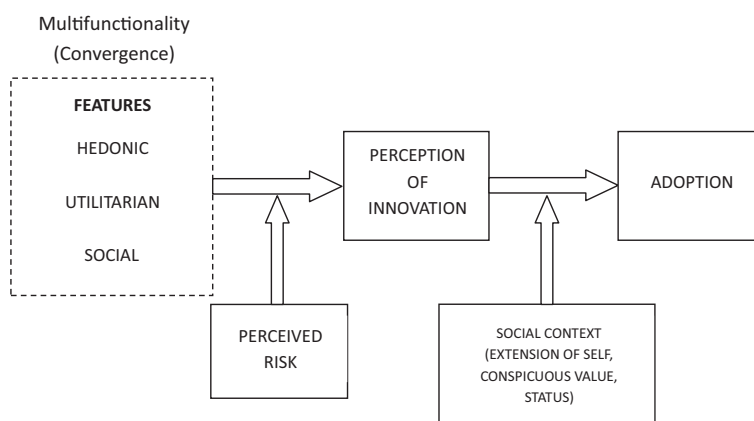 Multifunctionality
(Convergence)
FEATURES
HEDONIC
UTILITARIAN
SOCIAL
PERCEPTION
OF
INNOVATION
ADOPTION
PERCEIVED
RISK
SOCIAL CONTEXT
(EXTENSION OF SELF,
CONSPICUOUS VALUE,
STATUS)